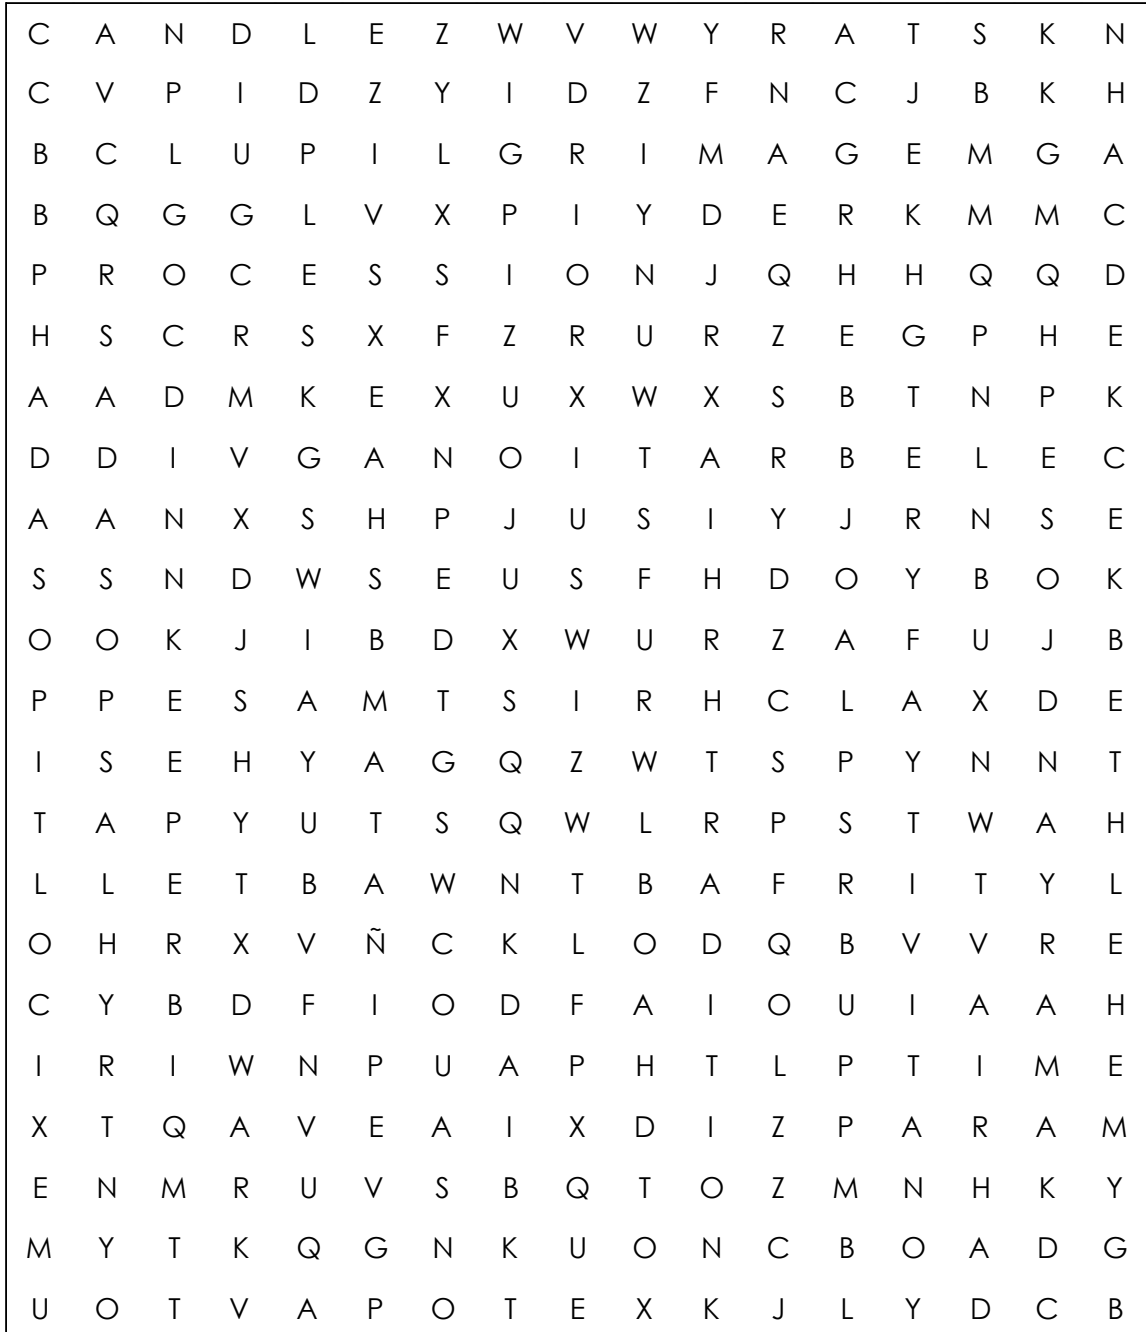 C A N D L E Z W V W Y R A T S K N
C V P I D Z Y I D Z F N C J B K H
B C L U P I L G R I M A G E M G A
B Q G G L V X P I Y D E R K M M C
P R O C E S S I O N J Q H H Q Q D
H S C R S X F Z R U R Z E G P H E
A A D M K E X U X W X S B T N P K
D D I V G A N O I T A R B E L E C
A A N X S H P J U S I Y J R N S E
S S N D W S E U S F H D O Y B O K
O O K J I B D X W U R Z A F U J B
P P E S A M T S I R H C L A X D E
I S E H Y A G Q Z W T S P Y N N T
T A P Y U T S Q W L R P S T W A H
L L E T B A W N T B A F R I T Y L
O H R X V Ñ C K L O D Q B V V R E
C Y B D F I O D F A I O U I A A H
I R I W N P U A P H T L P T I M E
X T Q A V E A I X D I Z P A R A M
E N M R U V S B Q T O Z M N H K Y
M Y T K Q G N K U O N C B O A D G
U O T V A P O T E X K J L Y D C B